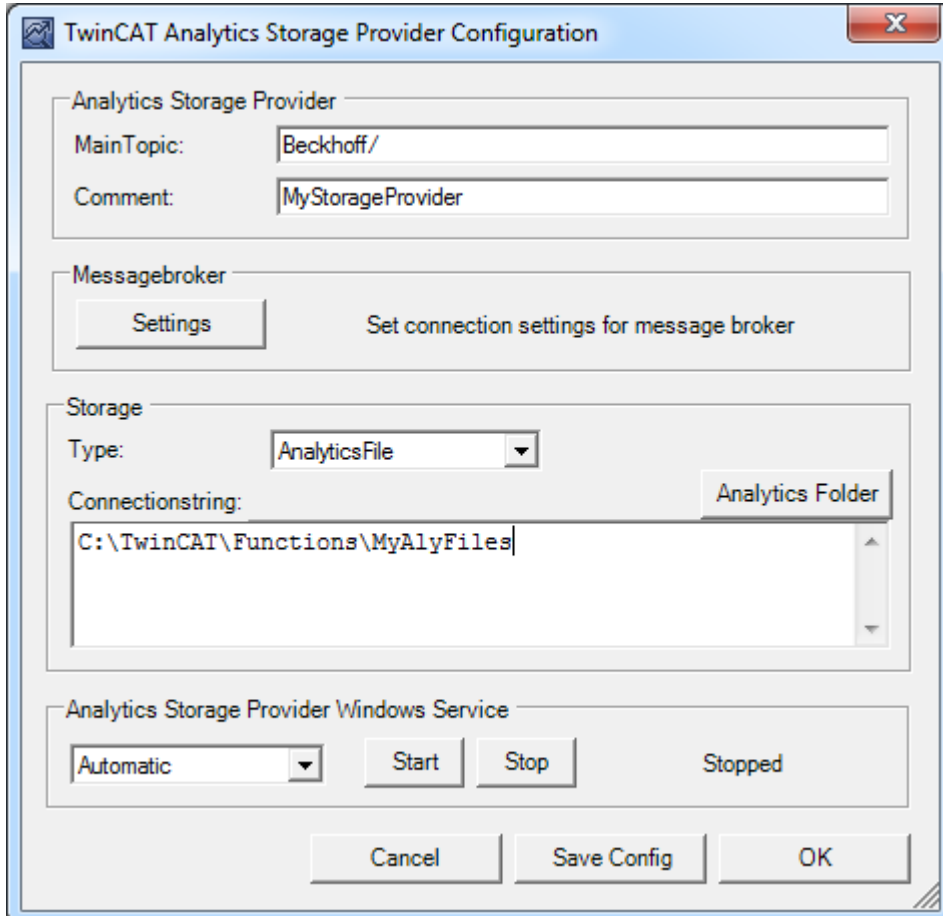 TwinCAT Analytics Storage Provider Configuration
Analytics Storage Provider
MainTopic: Beckhoff/
Comment: MyStorageProvider
Messagebroker
Settings Set connection settings for message broker
Storage
Type: AnalyticsFile
Connectionstring: Analytics Folder
C:\TwinCAT\Functions\MyAlyFiles
Analytics Storage Provider Windows Service
Automatic Start Stop Stopped
Cancel Save Config OK